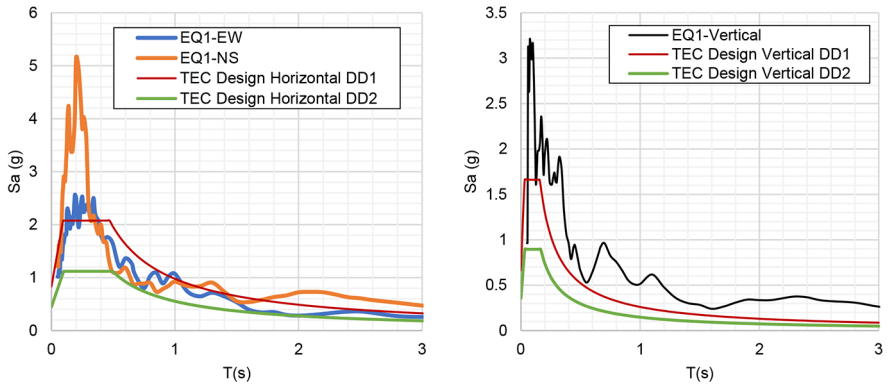 6
5
4
3
2
1
0
Sa (g)
EQ1-EW
EQ1-NS
TEC Design Horizontal DD1
TEC Design Horizontal DD2
0 1 2 3
T(s)
3.5
3
2.5
2
1.5
1
0.5
0
Sa (g)
EQ1-Vertical
TEC Design Vertical DD1
TEC Design Vertical DD2
0 1 2 3
T(s)